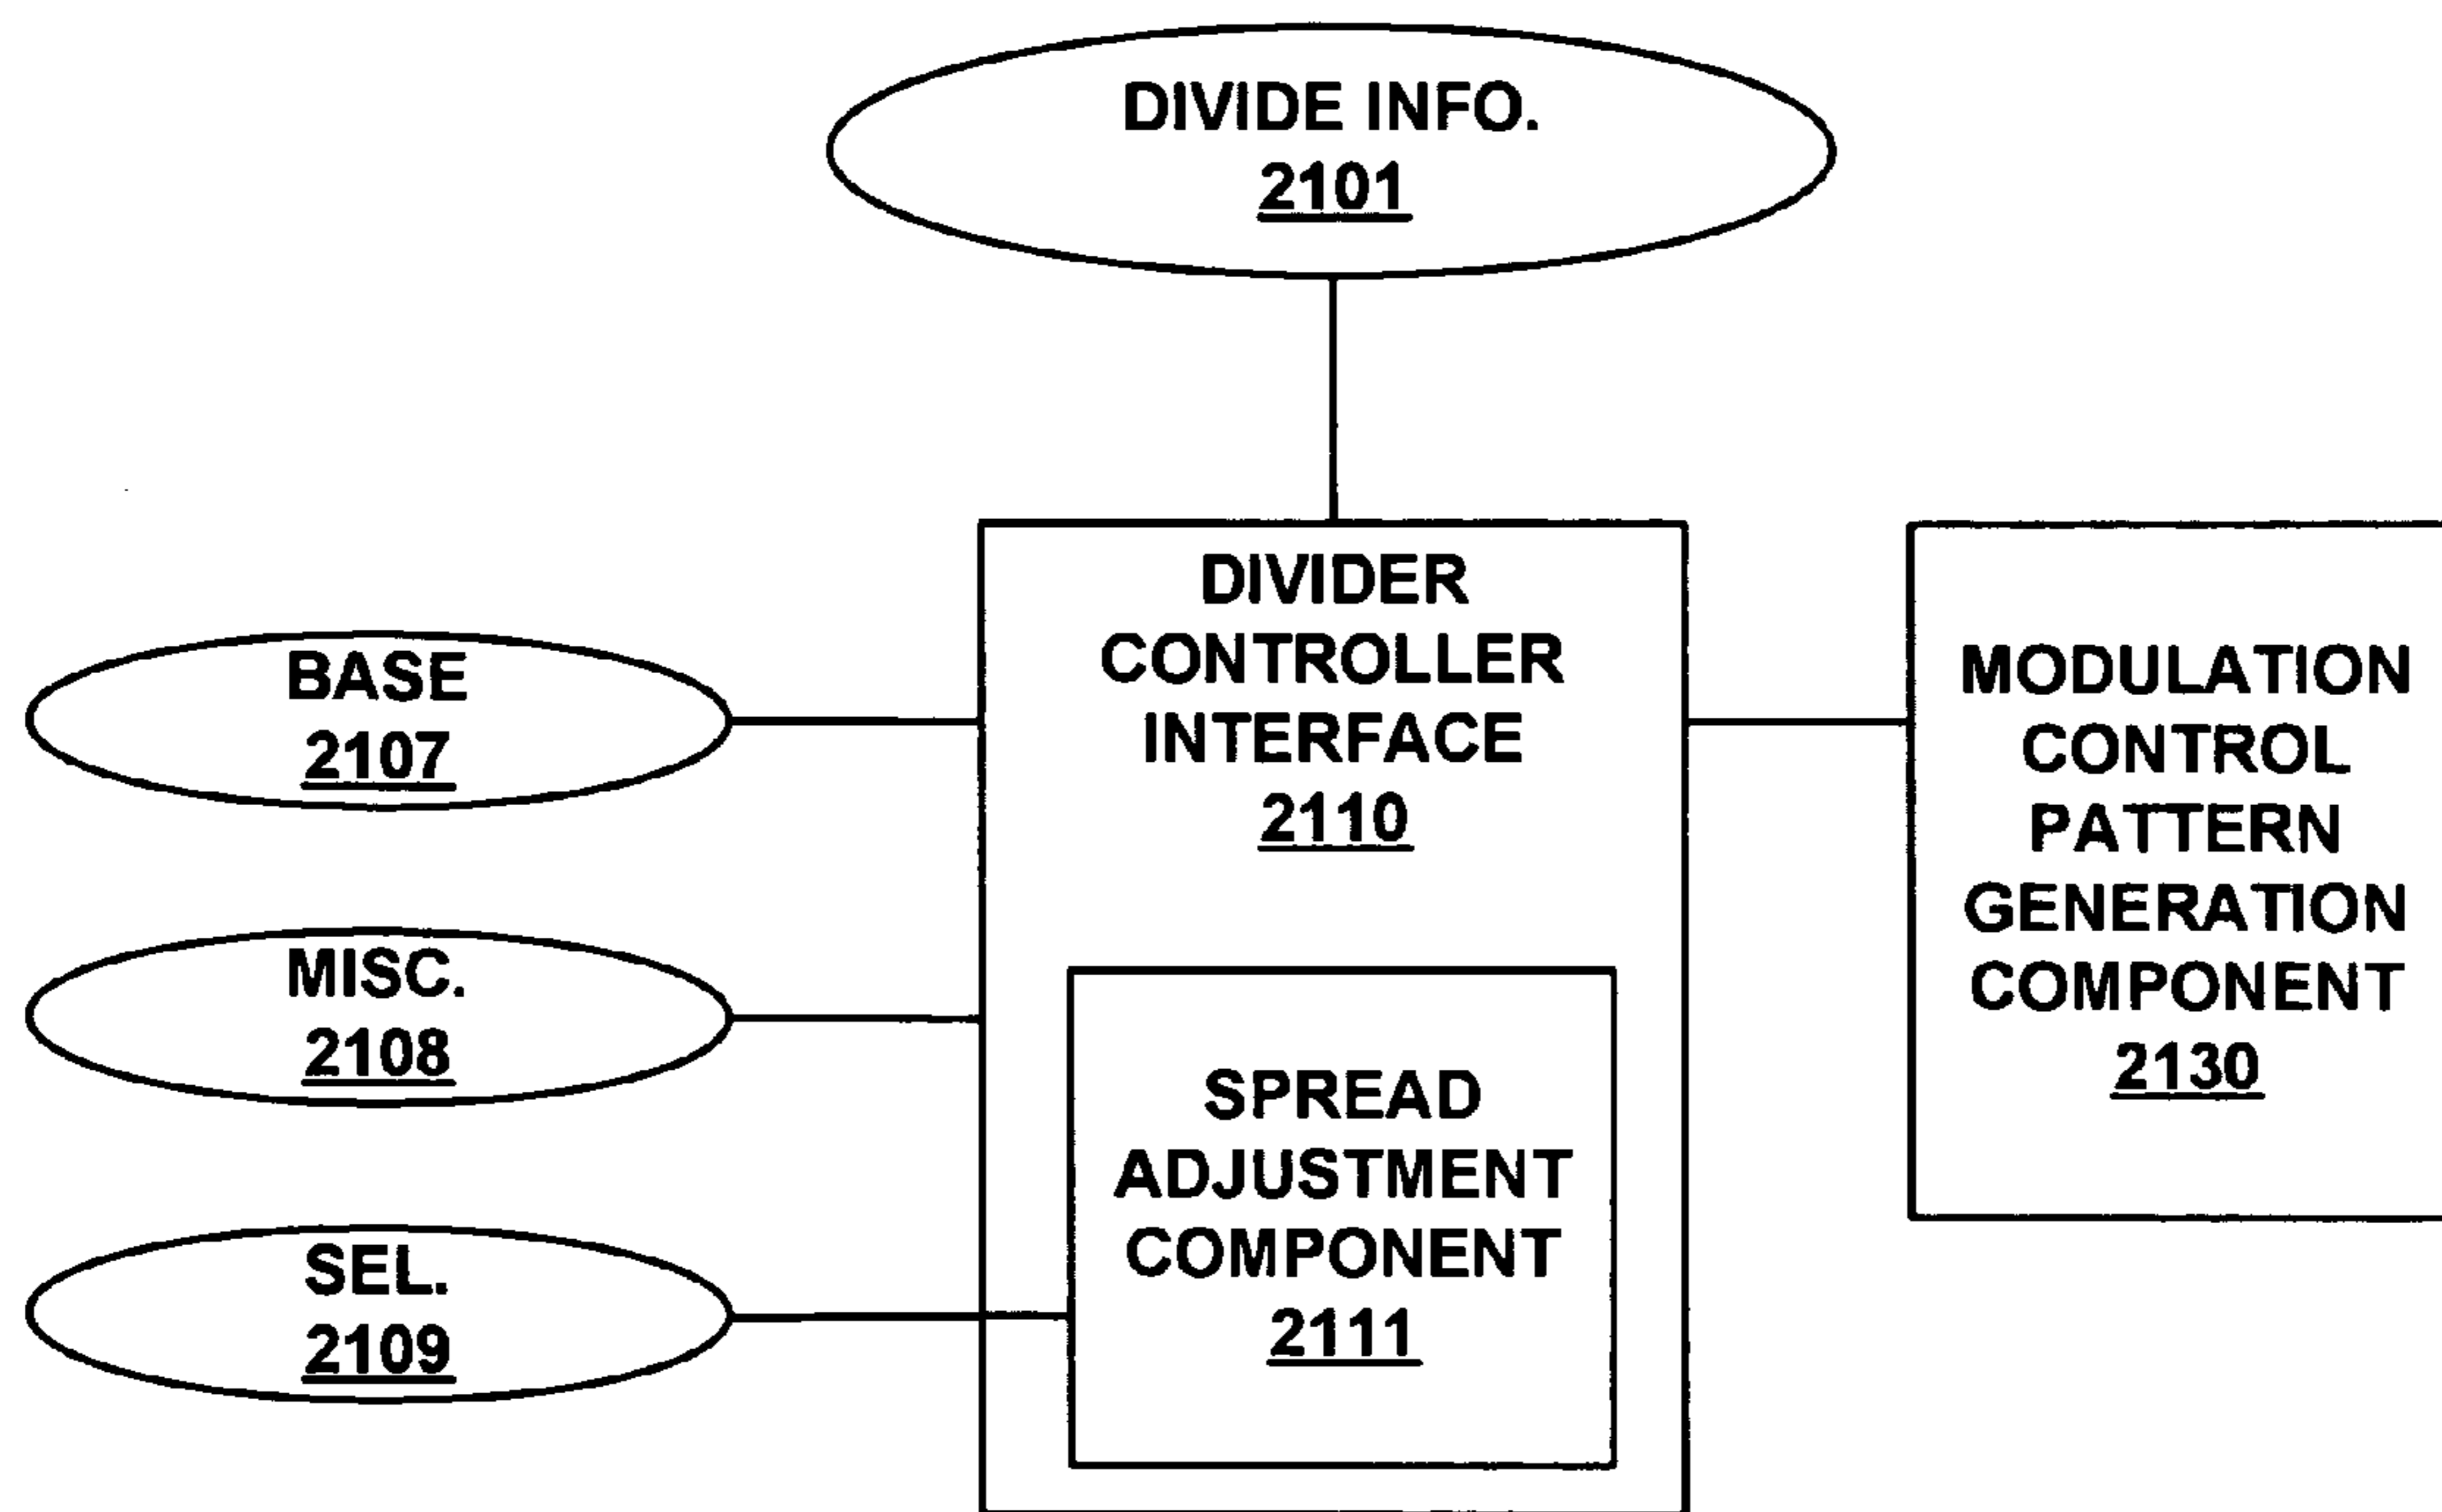 DIVIDE INFO.
2101
DIVIDER
CONTROLLER
INTERFACE
2110
BASE
2107
MISC.
2108
SEL.
2109
SPREAD
ADJUSTMENT
COMPONENT
2111
MODULATION
CONTROL
PATTERN
GENERATION
COMPONENT
2130